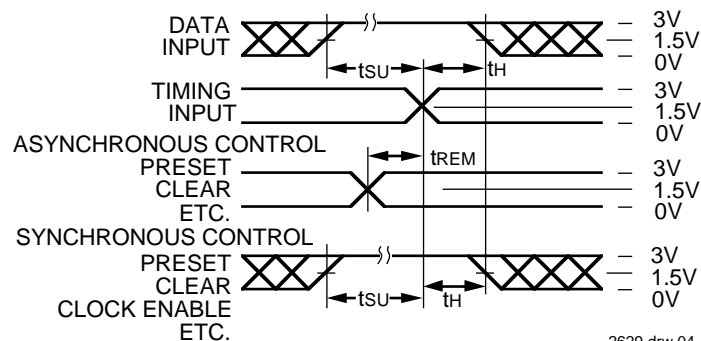 DATA INPUT
3V
1.5V
0V
tSU
tH
TIMING INPUT
3V
1.5V
0V
ASYNCHRONOUS CONTROL
PRESET
CLEAR
ETC.
tREM
3V
1.5V
0V
SYNCHRONOUS CONTROL
PRESET
CLEAR
CLOCK ENABLE
ETC.
tSU
tH
3V
1.5V
0V